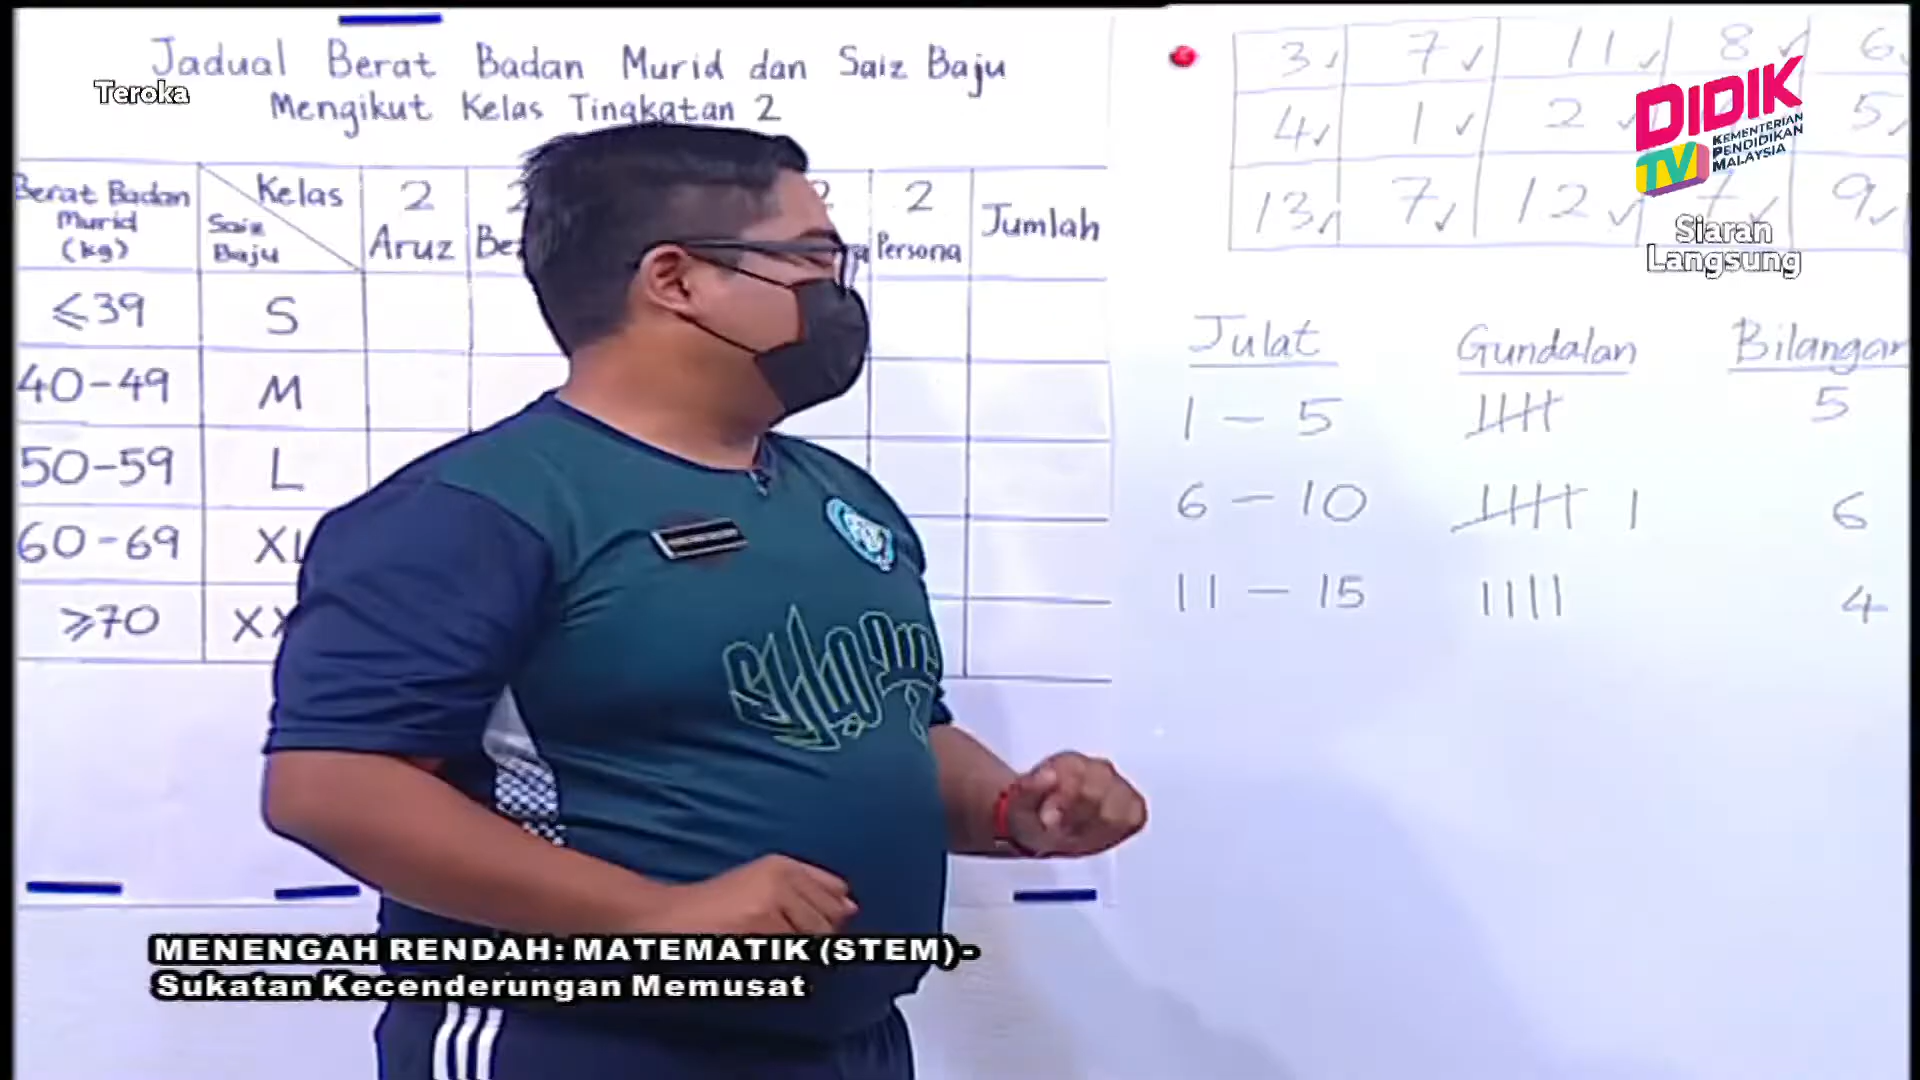 Jadual Berat Badan Murid dan Saiz Baju
Mengikut Kelas Tingkatan 2
Teroka
Berat Badan Murid (kg)
Kelas
Saiz Baju
2 Aruz
2
2 Persona
Jumlah
≤39 S
40-49 M
50-59 L
60-69
≥70
3 7 11 8 6
4 1 2 5
13 7 12 7 9
DIDIK
TV
KEMENTERIAN
PENDIDIKAN
MALAYSIA
Siaran
Langsung
Julat Gundalan
1 - 5 5
6 - 10 6
11 - 15 4
MENENGAH RENDAH: MATEMATIK (STEM) -
Sukatan Kecenderungan Memusat